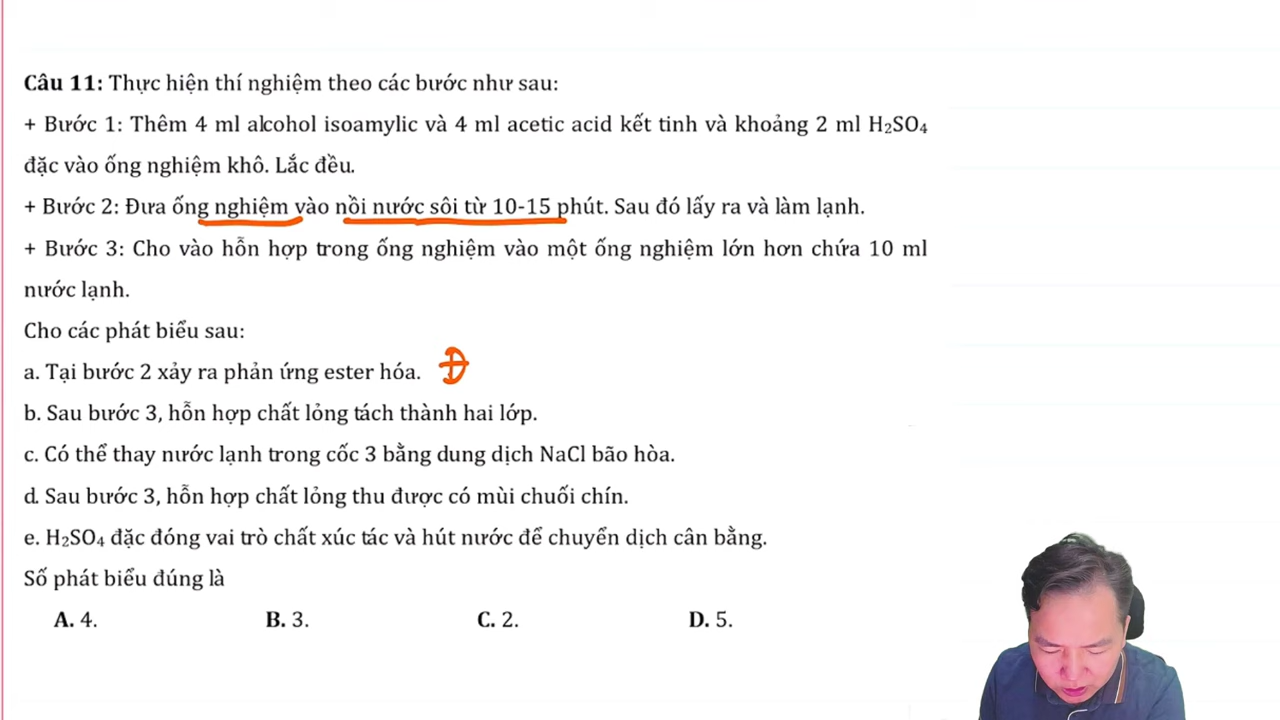 Câu 11: Thực hiện thí nghiệm theo các bước như sau:
+ Bước 1: Thêm 4 ml alcohol isoamylic và 4 ml acetic acid kết tinh và khoảng 2 ml H₂SO₄
đặc vào ống nghiệm khô. Lắc đều.
+ Bước 2: Đưa ống nghiệm vào nồi nước sôi từ 10-15 phút. Sau đó lấy ra và làm lạnh.
+ Bước 3: Cho vào hỗn hợp trong ống nghiệm vào một ống nghiệm lớn hơn chứa 10 ml
nước lạnh.
Cho các phát biểu sau:
a. Tại bước 2 xảy ra phản ứng ester hóa. Đ
b. Sau bước 3, hỗn hợp chất lỏng tách thành hai lớp.
c. Có thể thay nước lạnh trong cốc 3 bằng dung dịch NaCl bão hòa.
d. Sau bước 3, hỗn hợp chất lỏng thu được có mùi chuối chín.
e. H₂SO₄ đặc đóng vai trò chất xúc tác và hút nước để chuyển dịch cân bằng.
Số phát biểu đúng là
A. 4. B. 3. C. 2. D. 5.